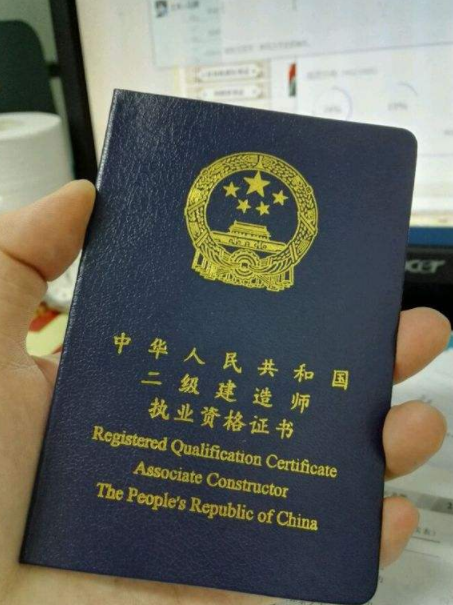 中华人民共和国
二级建造师
执业资格证书
Registered Qualification Certificate
Associate Constructor
The People's Republic of China
acer